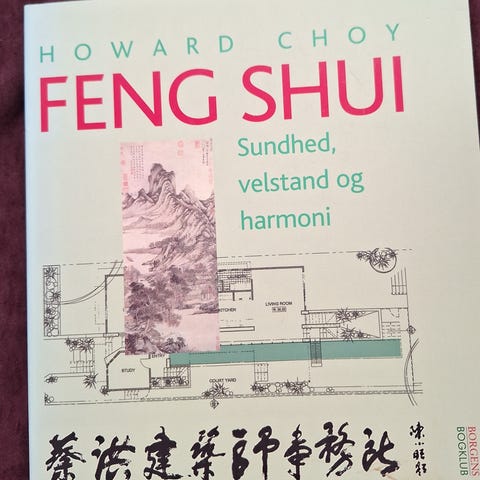 HOWARD CHOY
FENG SHUI
Sundhed,
velstand og
harmoni
LIVING ROOM
KITCHEN
ENTRY
STUDY
COURT YARD
蔡洪建築師事務所
BORGENS
BOGKLUB